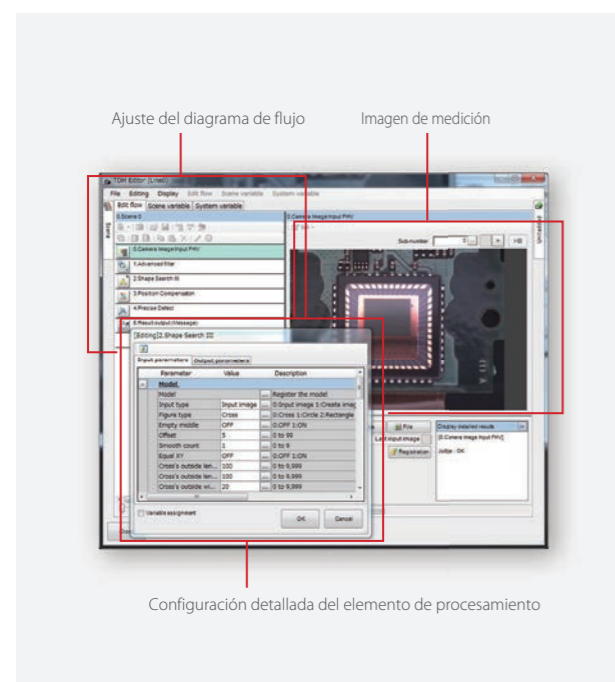 Ajuste del diagrama de flujo
Imagen de medición
TDM Editor (Line0)
File Editing Display Edit flow Scene variable System variable
Edit flow Scene variable System variable
Scene
0.Scene 0
0.Camera Image Input FHV
Sub-number 0
0.Camera Image Input FHV
1.Advanced filter
2.Shape Search III
3.Position Compensation
4.Precise Defect
5.Result output (Message)
[Editing]2.Shape Search III
Input parameters Output parameters
Parameter Value Description
Model
Model ... Register the model
Input type Input image ... 0:Input image 1:Create imag
Figure type Cross ... 0:Cross 1:Circle 2:Rectangle
Empty middle OFF ... 0:OFF 1:ON
Offset 5 ... 0 to 99
Smooth count 1 ... 0 to 9
Equal XY OFF ... 0:OFF 1:ON
Cross's outside len... 100 ... 0 to 9,999
Cross's outside len... 100 ... 0 to 9,999
Cross's outside wi... 20 ... 0 to 9,999
Variable assignment
OK Cancel
File
Last input image
Registration
Display detailed results
[0.Camera Image Input FHV]
Judge : OK
Configuración detallada del elemento de procesamiento